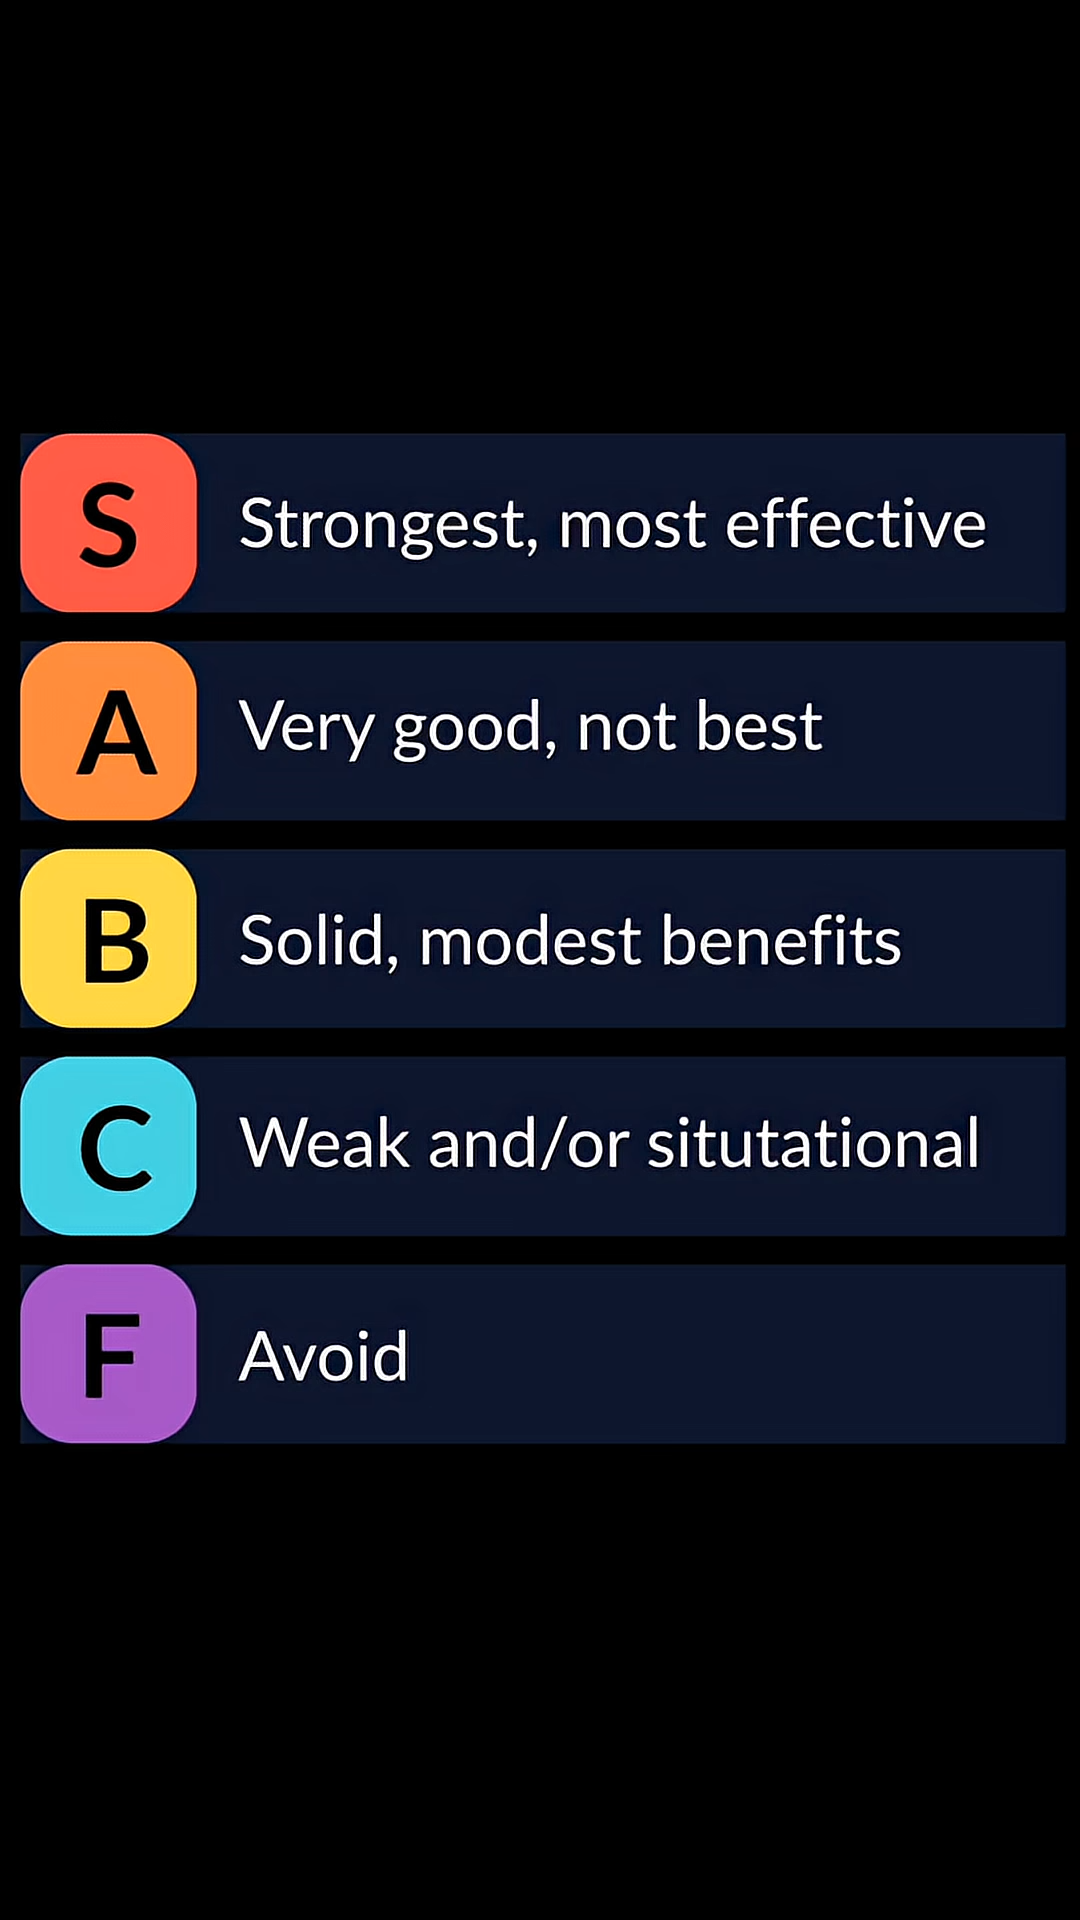 S Strongest, most effective
A Very good, not best
B Solid, modest benefits
C Weak and/or situtational
F Avoid